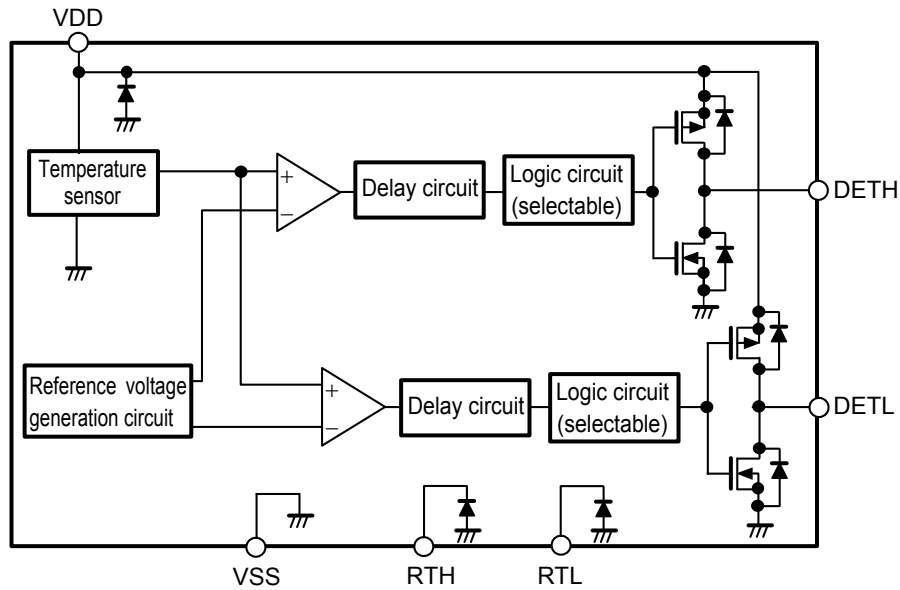 VDD
Temperature
sensor
+
−
Delay circuit
Logic circuit
(selectable)
DETH
Reference voltage
generation circuit
+
−
Delay circuit
Logic circuit
(selectable)
DETL
VSS
RTH
RTL